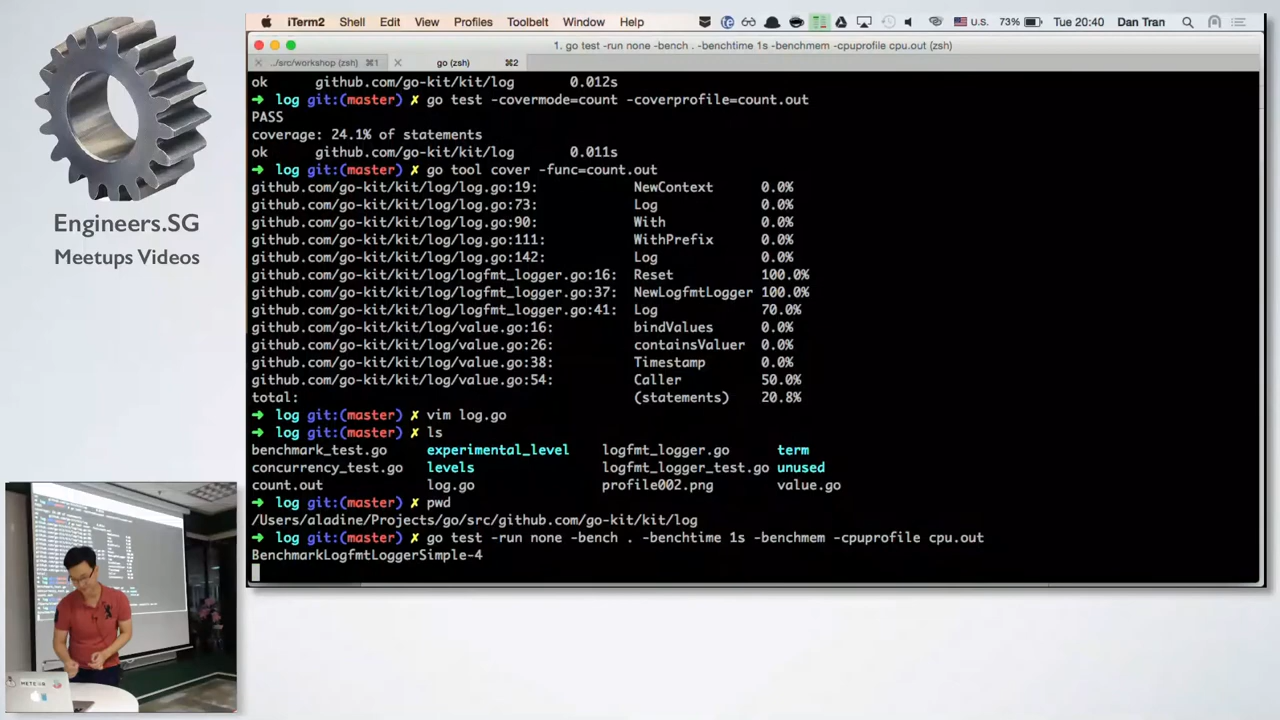 iTerm2 Shell Edit View Profiles Toolbelt Window Help U.S. 73% Tue 20:40 Dan Tran
1. go test -run none -bench . -benchtime 1s -benchmem -cpuprofile cpu.out (zsh)
../src/workshop (zsh) ⌘1 go (zsh) ⌘2
ok github.com/go-kit/kit/log 0.012s
➜ log git:(master) ✗ go test -covermode=count -coverprofile=count.out
PASS
coverage: 24.1% of statements
ok github.com/go-kit/kit/log 0.011s
➜ log git:(master) ✗ go tool cover -func=count.out
github.com/go-kit/kit/log/log.go:19: NewContext 0.0%
github.com/go-kit/kit/log/log.go:73: Log 0.0%
github.com/go-kit/kit/log/log.go:90: With 0.0%
github.com/go-kit/kit/log/log.go:111: WithPrefix 0.0%
github.com/go-kit/kit/log/log.go:142: Log 0.0%
github.com/go-kit/kit/log/logfmt_logger.go:16: Reset 100.0%
github.com/go-kit/kit/log/logfmt_logger.go:37: NewLogfmtLogger 100.0%
github.com/go-kit/kit/log/logfmt_logger.go:41: Log 70.0%
github.com/go-kit/kit/log/value.go:16: bindValues 0.0%
github.com/go-kit/kit/log/value.go:26: containsValuer 0.0%
github.com/go-kit/kit/log/value.go:38: Timestamp 0.0%
github.com/go-kit/kit/log/value.go:54: Caller 50.0%
total: (statements) 20.8%
➜ log git:(master) ✗ vim log.go
➜ log git:(master) ✗ ls
benchmark_test.go experimental_level logfmt_logger.go term
concurrency_test.go levels logfmt_logger_test.go unused
count.out log.go profile002.png value.go
➜ log git:(master) ✗ pwd
/Users/aladine/Projects/go/src/github.com/go-kit/kit/log
➜ log git:(master) ✗ go test -run none -bench . -benchtime 1s -benchmem -cpuprofile cpu.out
BenchmarkLogfmtLoggerSimple-4
Engineers.SG
Meetups Videos